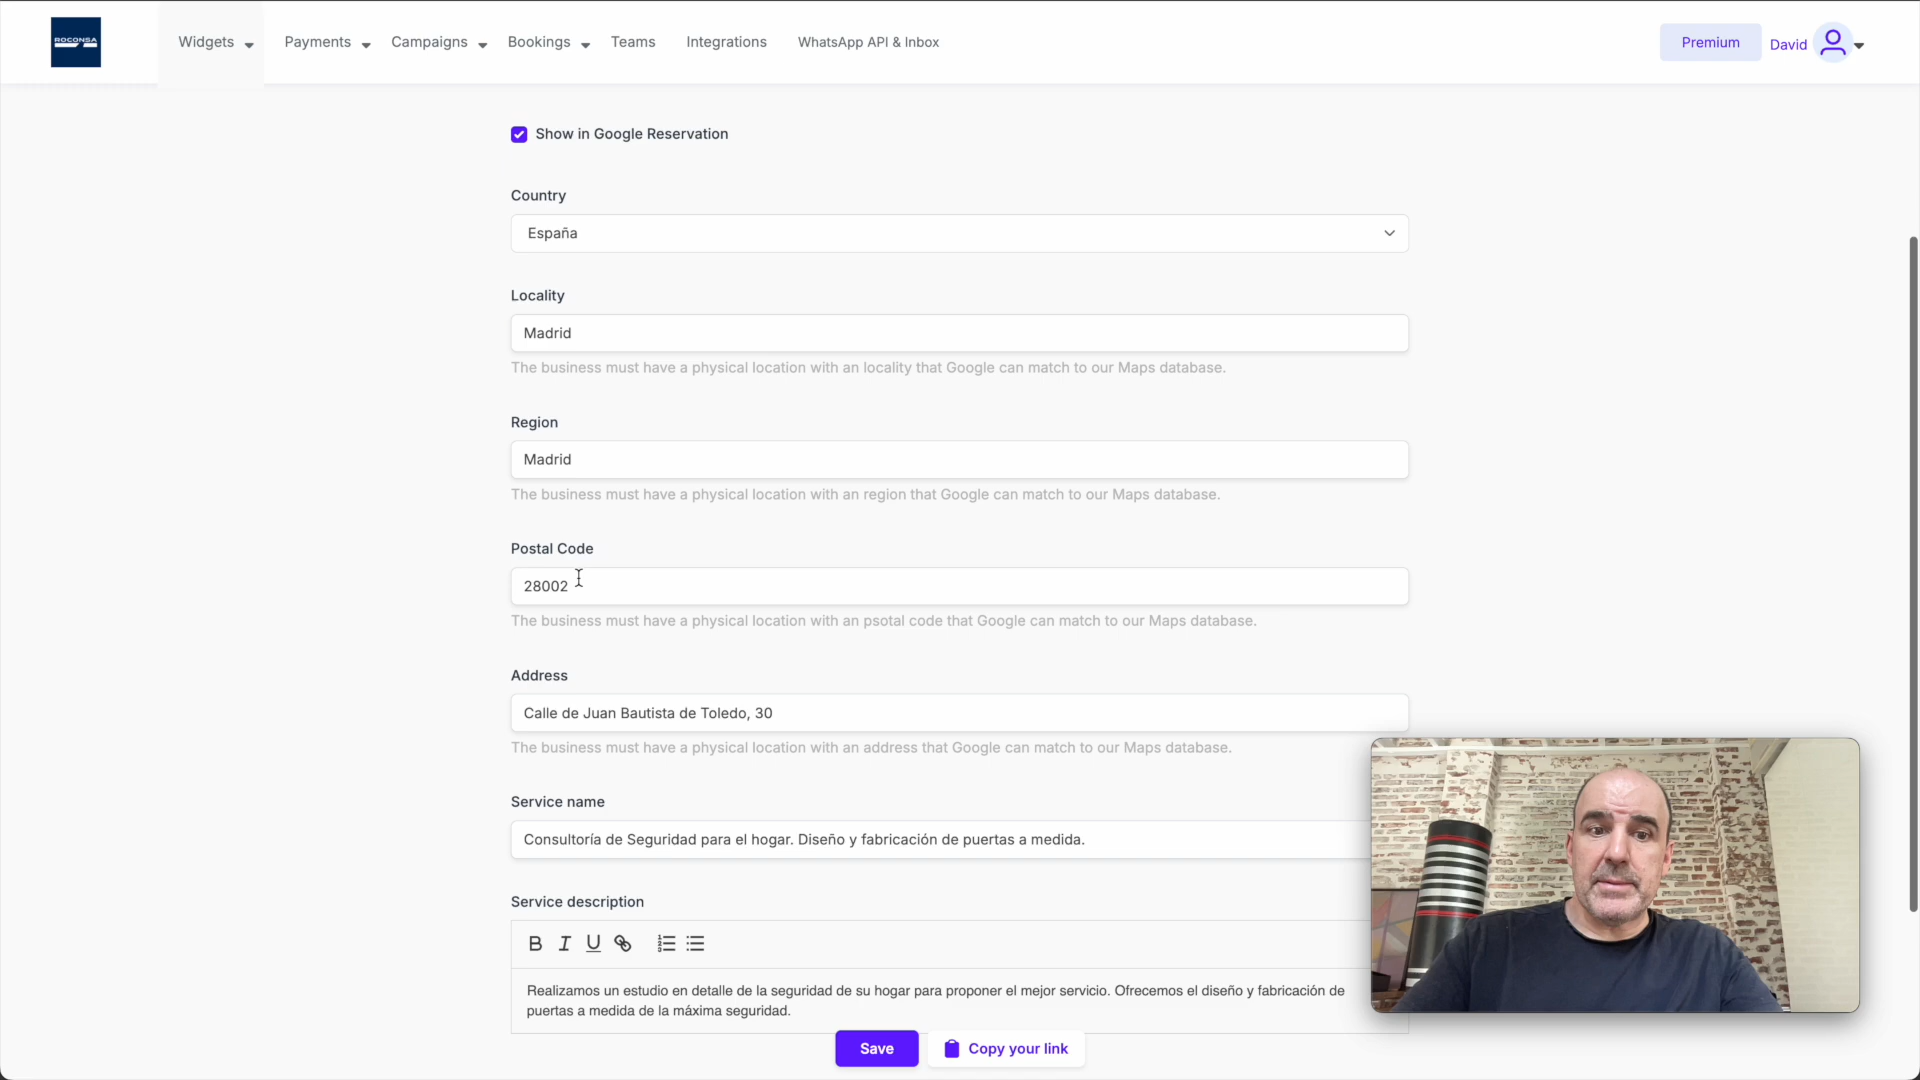 ROCONSA
Widgets
Payments
Campaigns
Bookings
Teams
Integrations
WhatsApp API & Inbox
Premium
David
Show in Google Reservation
Country
España
Locality
Madrid
The business must have a physical location with an locality that Google can match to our Maps database.
Region
Madrid
The business must have a physical location with an region that Google can match to our Maps database.
Postal Code
28002
The business must have a physical location with an psotal code that Google can match to our Maps database.
Address
Calle de Juan Bautista de Toledo, 30
The business must have a physical location with an address that Google can match to our Maps database.
Service name
Consultoría de Seguridad para el hogar. Diseño y fabricación de puertas a medida.
Service description
B I U
Realizamos un estudio en detalle de la seguridad de su hogar para proponer el mejor servicio. Ofrecemos el diseño y fabricación de
puertas a medida de la máxima seguridad.
Save
Copy your link